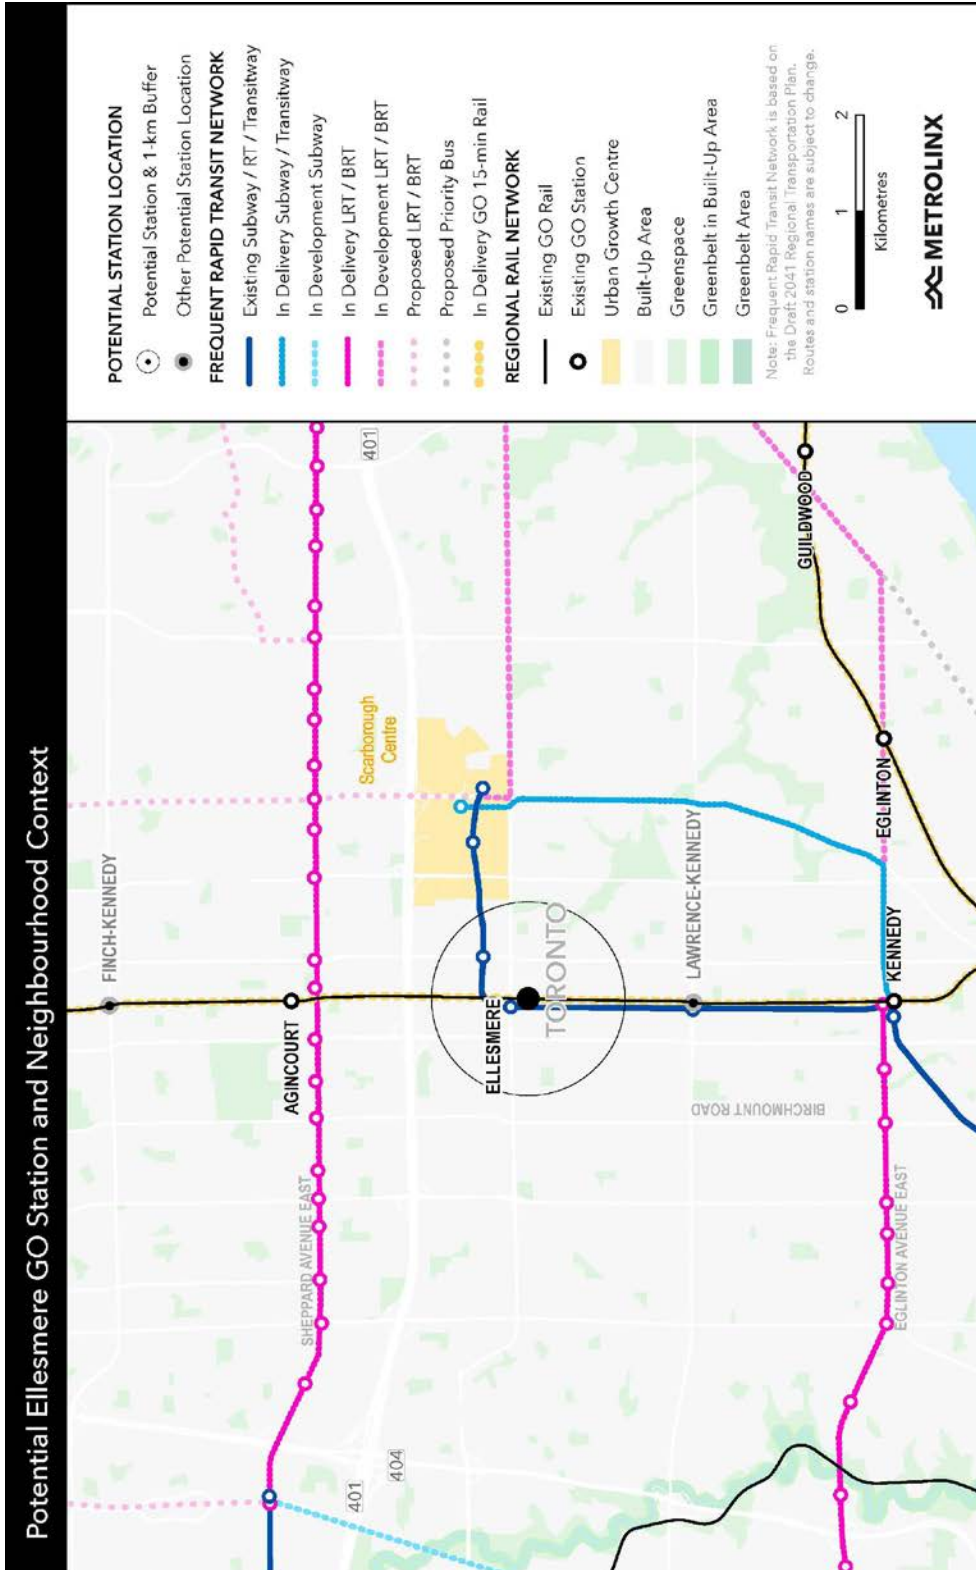 Potential Ellesmere GO Station and Neighbourhood Context
FINCH-KENNEDY
AGINCOURT
SHEPPARD AVENUE EAST
401
404
401
Scarborough
Centre
ELLESMERE
TORONTO
LAWRENCE-KENNEDY
BIRCHMOUNT ROAD
KENNEDY
EGLINTON
EGLINTON AVENUE EAST
GUILDWOOD
POTENTIAL STATION LOCATION
Potential Station & 1-km Buffer
Other Potential Station Location
FREQUENT RAPID TRANSIT NETWORK
Existing Subway / RT / Transitway
In Delivery Subway / Transitway
In Development Subway
In Delivery LRT / BRT
In Development LRT / BRT
Proposed LRT / BRT
Proposed Priority Bus
In Delivery GO 15-min Rail
REGIONAL RAIL NETWORK
Existing GO Rail
Existing GO Station
Urban Growth Centre
Built-Up Area
Greenspace
Greenbelt in Built-Up Area
Greenbelt Area
Note: Frequent Rapid Transit Network is based on
the Draft 2041 Regional Transportation Plan.
Routes and station names are subject to change.
0 1 2
Kilometres
METROLINX